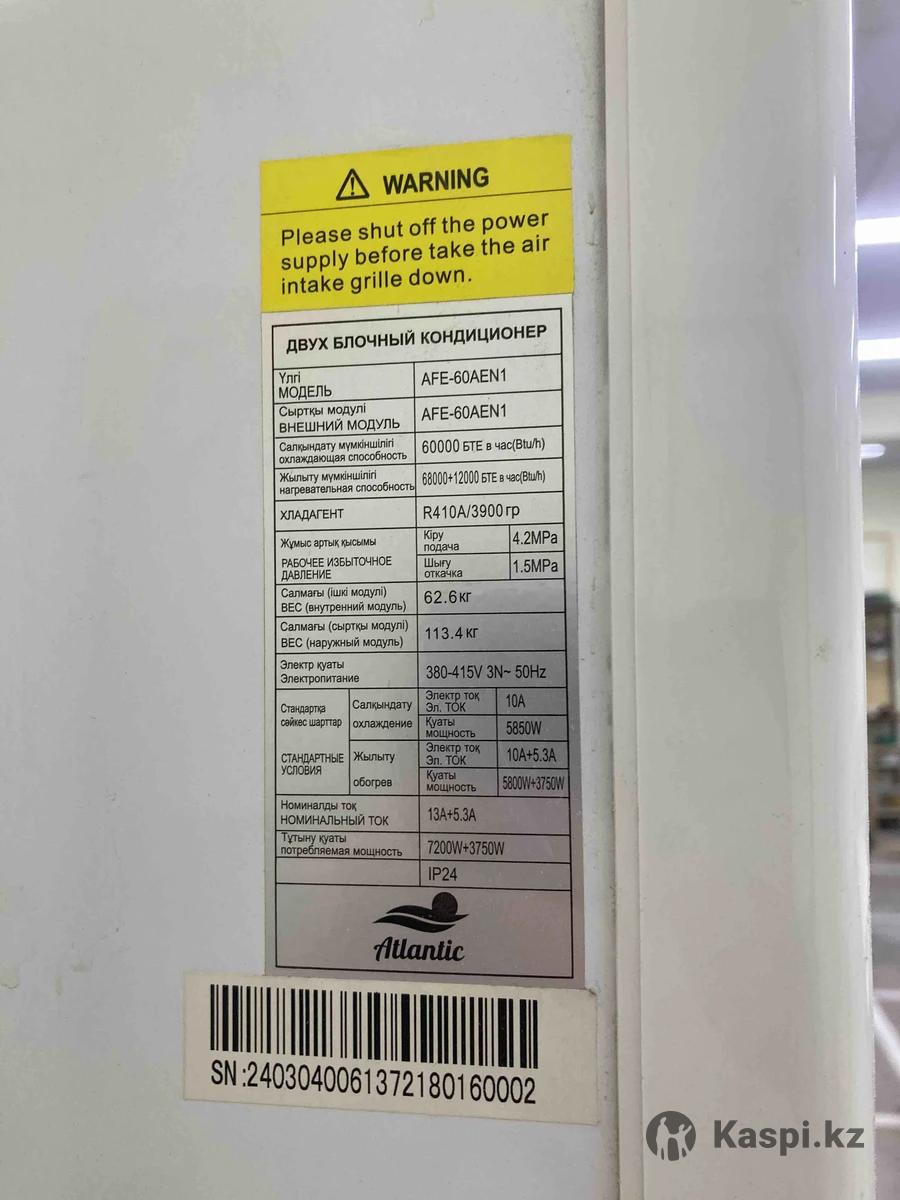 WARNING
Please shut off the power
supply before take the air
intake grille down.
ДВУХ БЛОЧНЫЙ КОНДИЦИОНЕР
Үлгі
МОДЕЛЬ
AFE-60AEN1
Сыртқы модулі
ВНЕШНИЙ МОДУЛЬ
AFE-60AEN1
Салқындату мүмкіншілігі
охлаждающая способность
60000 БТЕ в час(Btu/h)
Жылыту мүмкіншілігі
нагревательная способность
68000+12000 БТЕ в час(Btu/h)
ХЛАДАГЕНТ
R410A/3900 гр
Жұмыс артық қысымы
РАБОЧЕЕ ИЗБЫТОЧНОЕ
ДАВЛЕНИЕ
Кіру
подача
4.2MPa
Шығу
откачка
1.5MPa
Салмағы (ішкі модулі)
ВЕС (внутренний модуль)
62.6 кг
Салмағы (сыртқы модулі)
ВЕС (наружный модуль)
113.4 кг
Электр қуаты
Электропитание
380-415V 3N~ 50Hz
Стандартқа
сәйкес шарттар
СТАНДАРТНЫЕ
УСЛОВИЯ
Салқындату
охлаждение
Электр тоқ
Эл. ТОК
10A
Қуаты
мощность
5850W
Жылыту
обогрев
Электр тоқ
Эл. ТОК
10A+5.3A
Қуаты
мощность
5800W+3750W
Номиналды тоқ
НОМИНАЛЬНЫЙ ТОК
13A+5.3A
Тұтыну қуаты
потребляемая мощность
7200W+3750W
IP24
Atlantic
SN:2403040061372180160002
Kaspi.kz